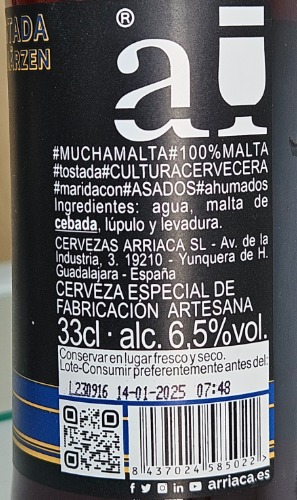 TADA
ÄRZEN
®
ai
#MUCHAMALTA#100%MALTA
#tostada#CULTURACERVECERA
#maridacon#ASADOS#ahumados
Ingredientes: agua, malta de
cebada, lúpulo y levadura.
CERVEZAS ARRIACA SL - Av. de la
Industria, 3. 19210 - Yunquera de H.
Guadalajara - España
CERVEZA ESPECIAL DE
FABRICACIÓN ARTESANA
33cl · alc. 6,5%vol.
Conservar en lugar fresco y seco.
Lote-Consumir preferentemente antes del:
L230916 14-01-2025 07:48
8 437024 585022 >
arriaca.es